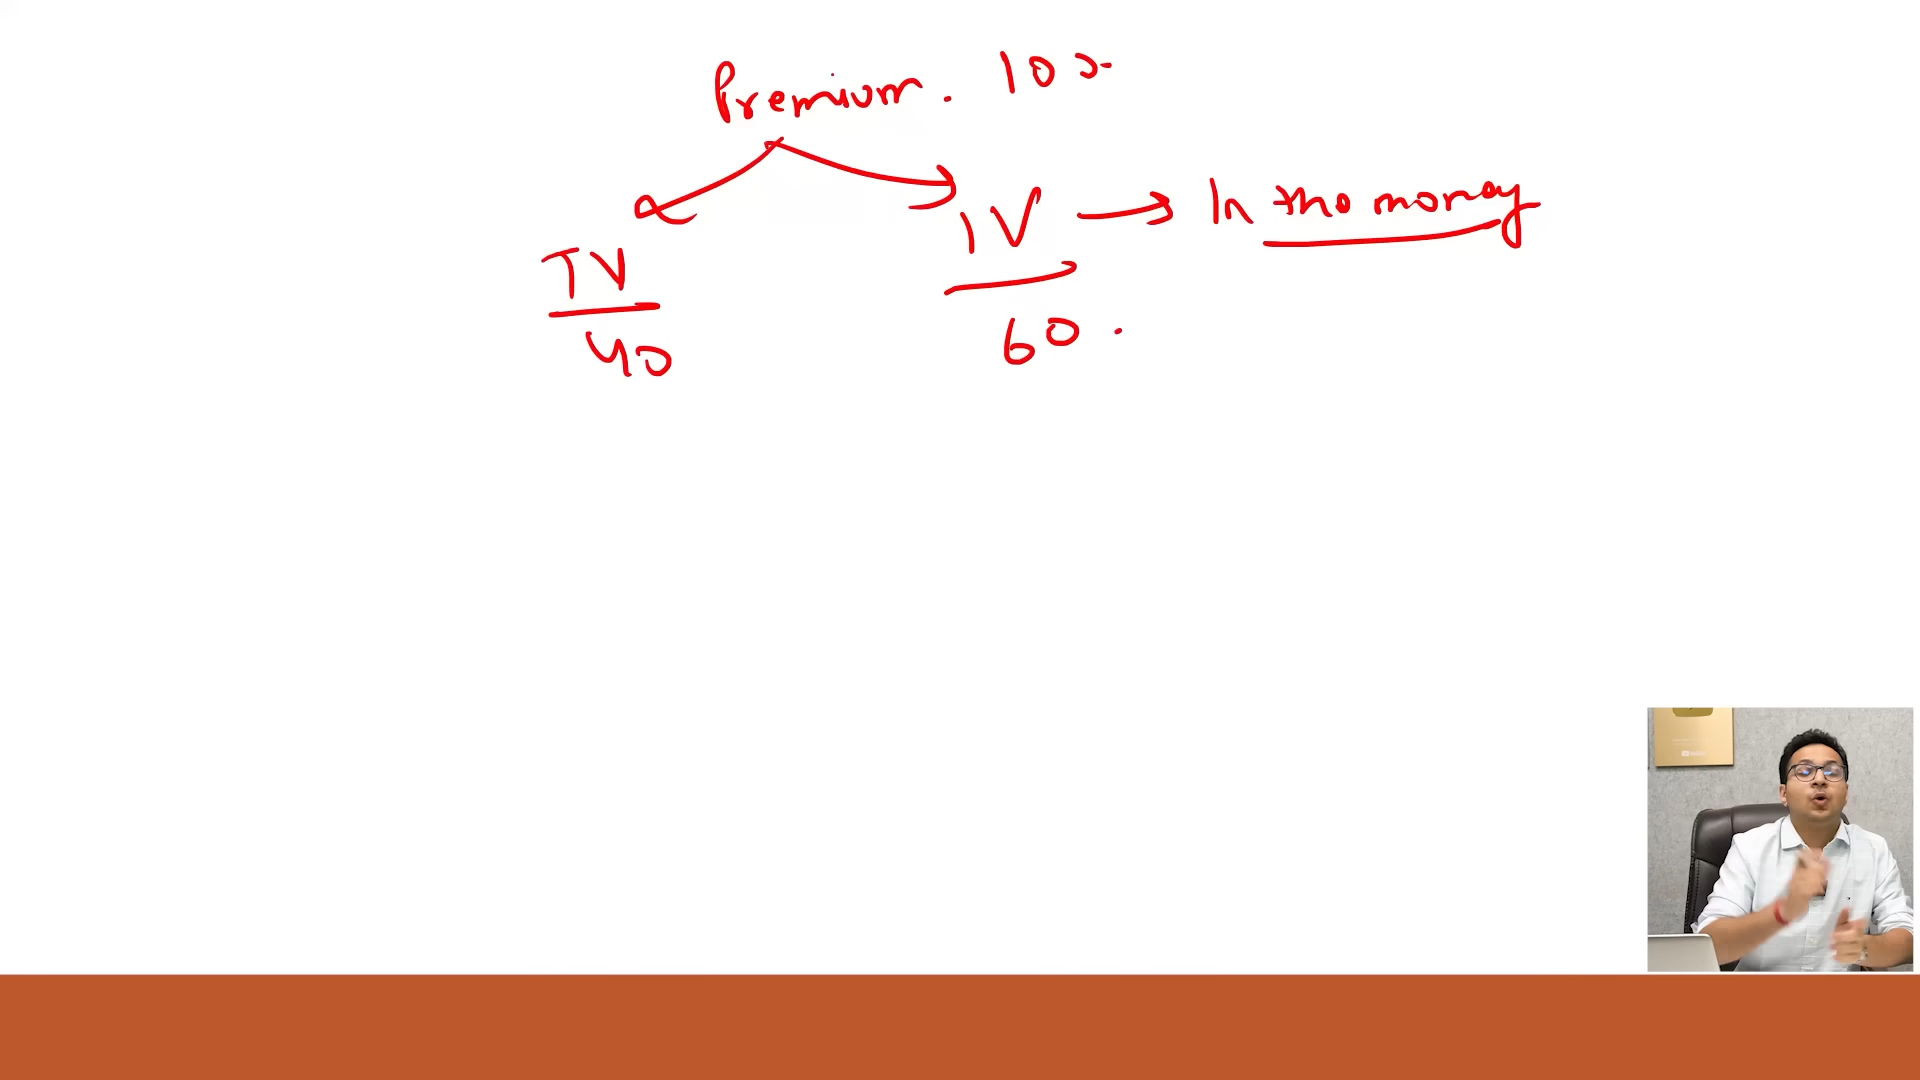 Premium. 100
IV → In the money
TV
60.
40